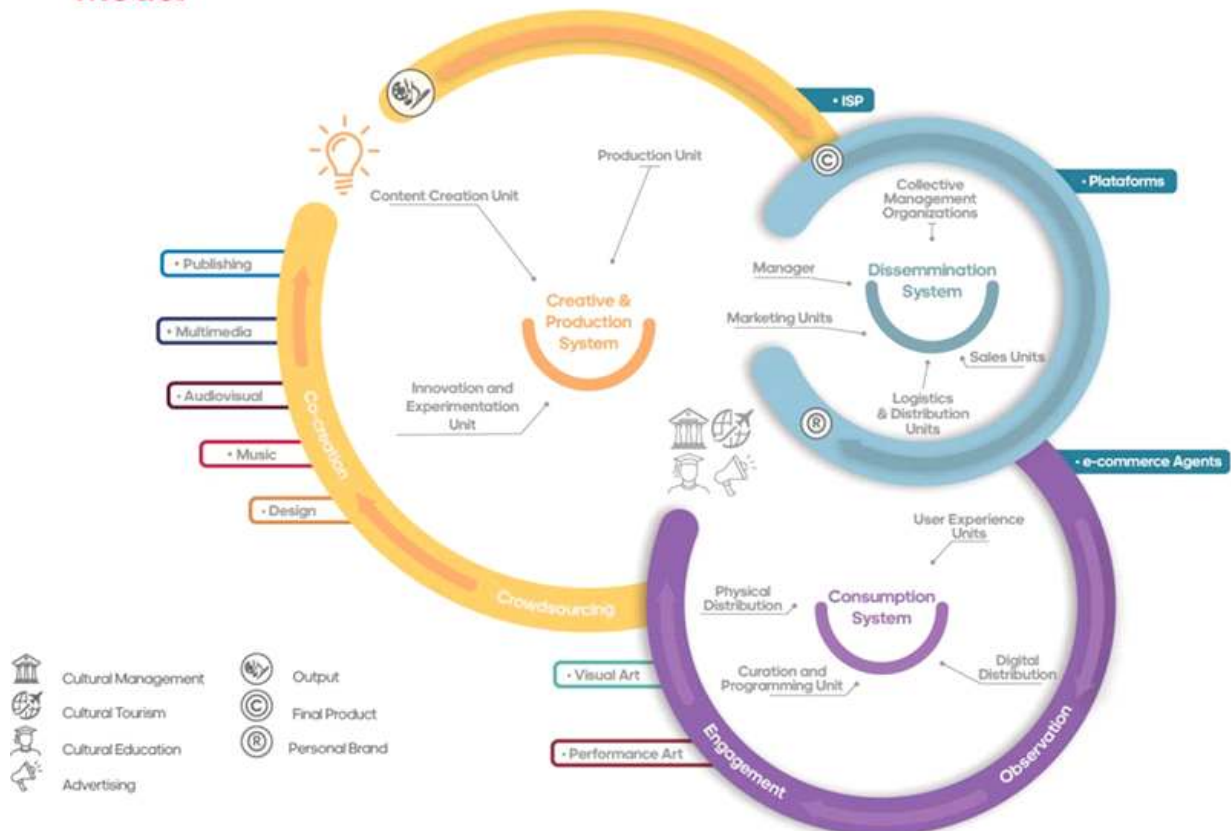 • ISP
Production Unit
• Plataforms
Collective
Management
Organizations
Content Creation Unit
• Publishing
Manager
Dissemmination
System
Creative &
Production
System
• Multimedia
Marketing Units
Sales Units
• Audiovisual
Innovation and
Experimentation
Unit
Logistics
& Distribution
Units
Co-creation
• Music
• e-commerce Agents
• Design
User Experience
Units
Physical
Distribution
Consumption
System
Crowdsourcing
• Visual Art
Curation and
Programming Unit
Digital
Distribution
• Performance Art
Engagement
Observation
Cultural Management
Output
Cultural Tourism
Final Product
Cultural Education
Personal Brand
Advertising
©
®
©
®